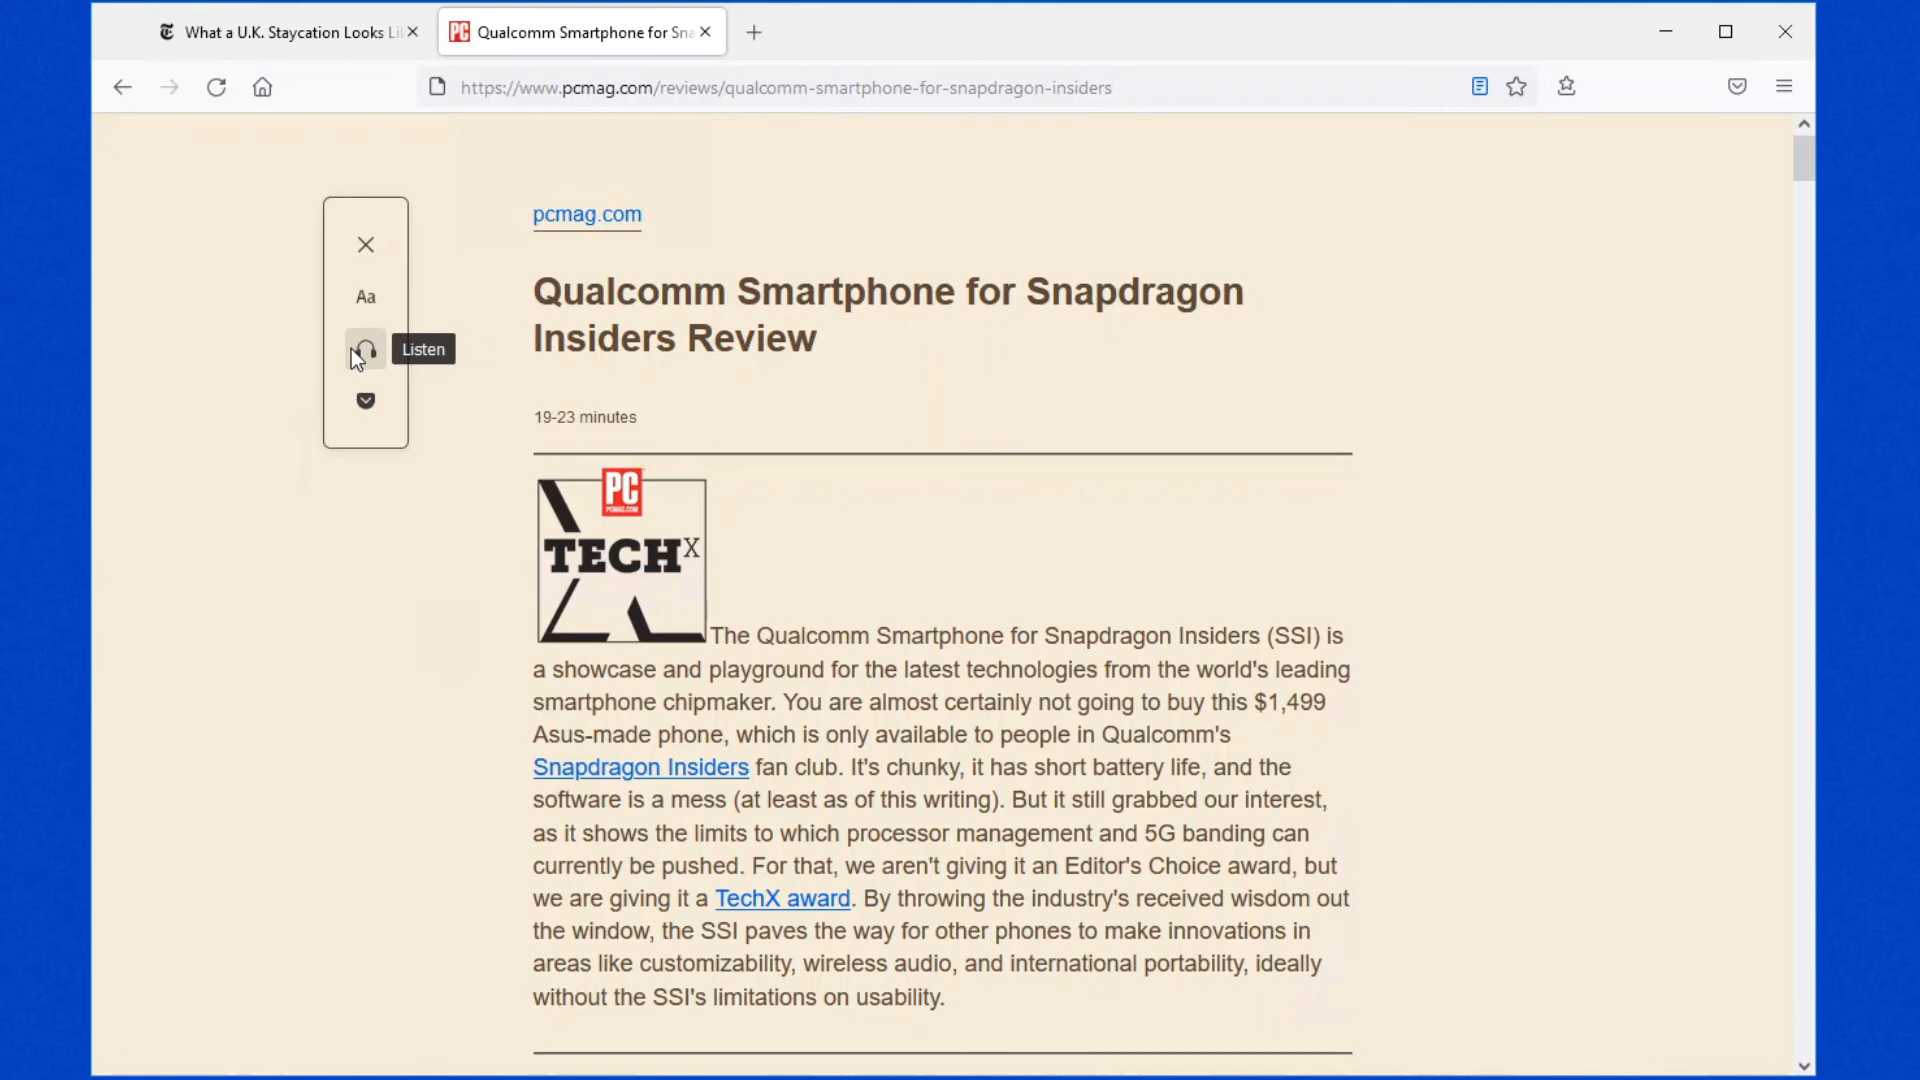 What a U.K. Staycation Looks Li
Qualcomm Smartphone for Sna
https://www.pcmag.com/reviews/qualcomm-smartphone-for-snapdragon-insiders
pcmag.com
Aa
Listen
Qualcomm Smartphone for Snapdragon
Insiders Review
19-23 minutes
PC
PCMAG.COM
TECHX
The Qualcomm Smartphone for Snapdragon Insiders (SSI) is
a showcase and playground for the latest technologies from the world's leading
smartphone chipmaker. You are almost certainly not going to buy this $1,499
Asus-made phone, which is only available to people in Qualcomm's
Snapdragon Insiders fan club. It's chunky, it has short battery life, and the
software is a mess (at least as of this writing). But it still grabbed our interest,
as it shows the limits to which processor management and 5G banding can
currently be pushed. For that, we aren't giving it an Editor's Choice award, but
we are giving it a TechX award. By throwing the industry's received wisdom out
the window, the SSI paves the way for other phones to make innovations in
areas like customizability, wireless audio, and international portability, ideally
without the SSI's limitations on usability.